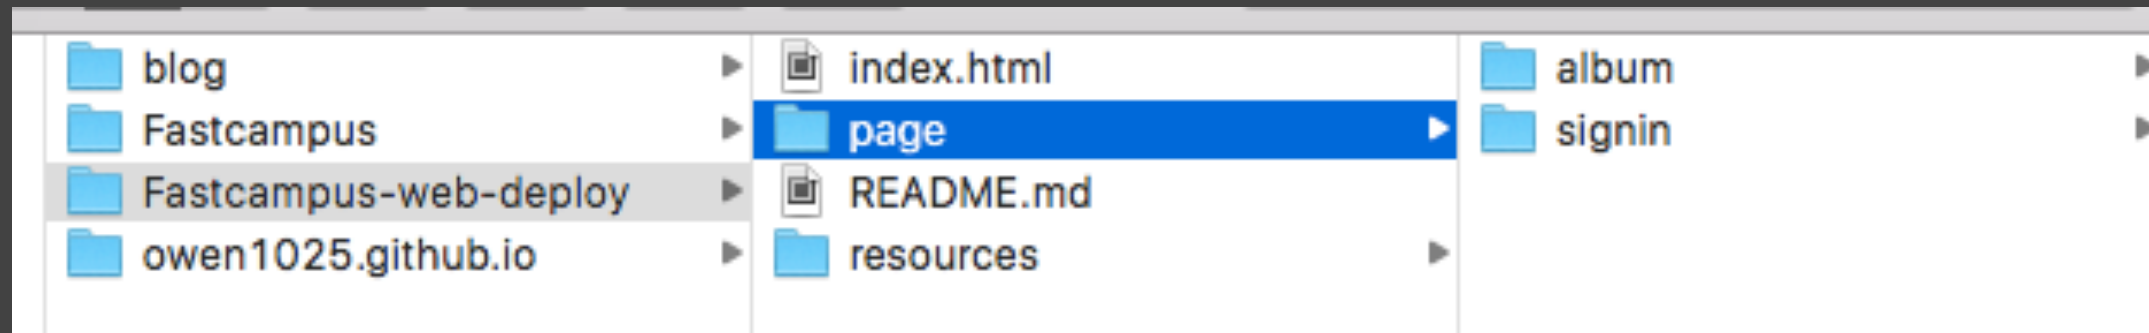 blog
Fastcampus
Fastcampus-web-deploy
owen1025.github.io
index.html
page
README.md
resources
album
signin